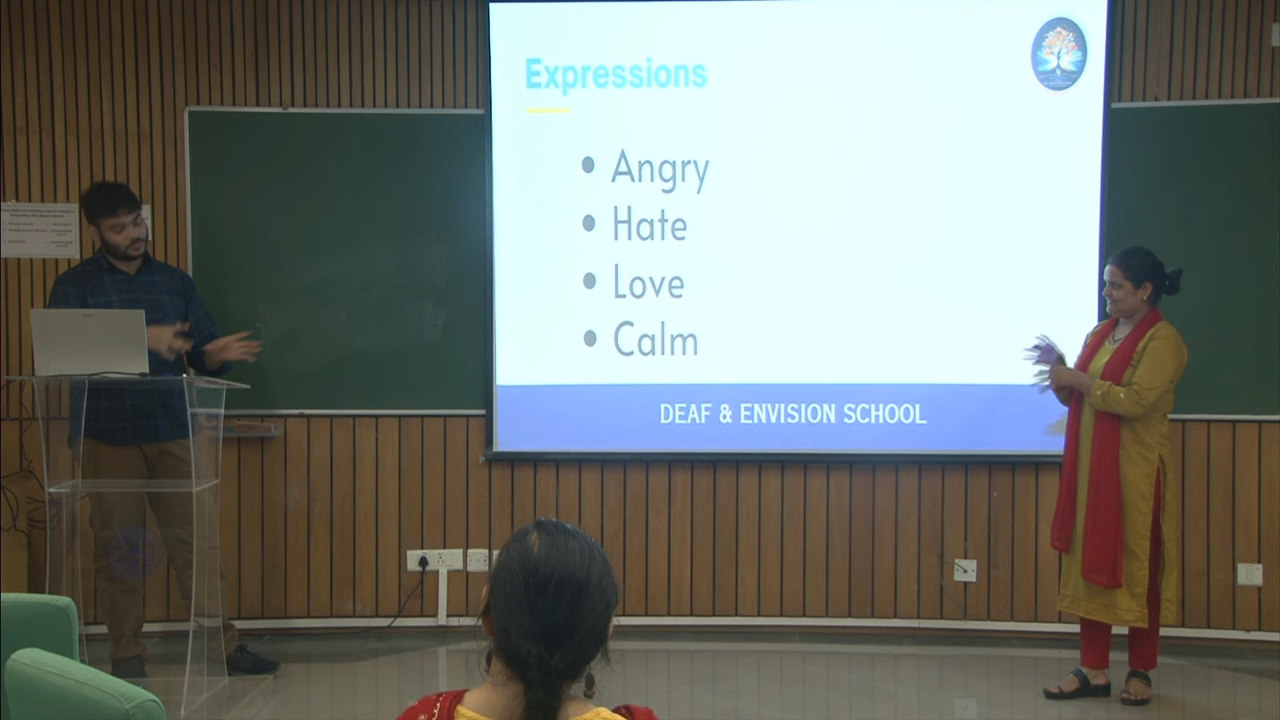 Expressions
• Angry
• Hate
• Love
• Calm
DEAF & ENVISION SCHOOL